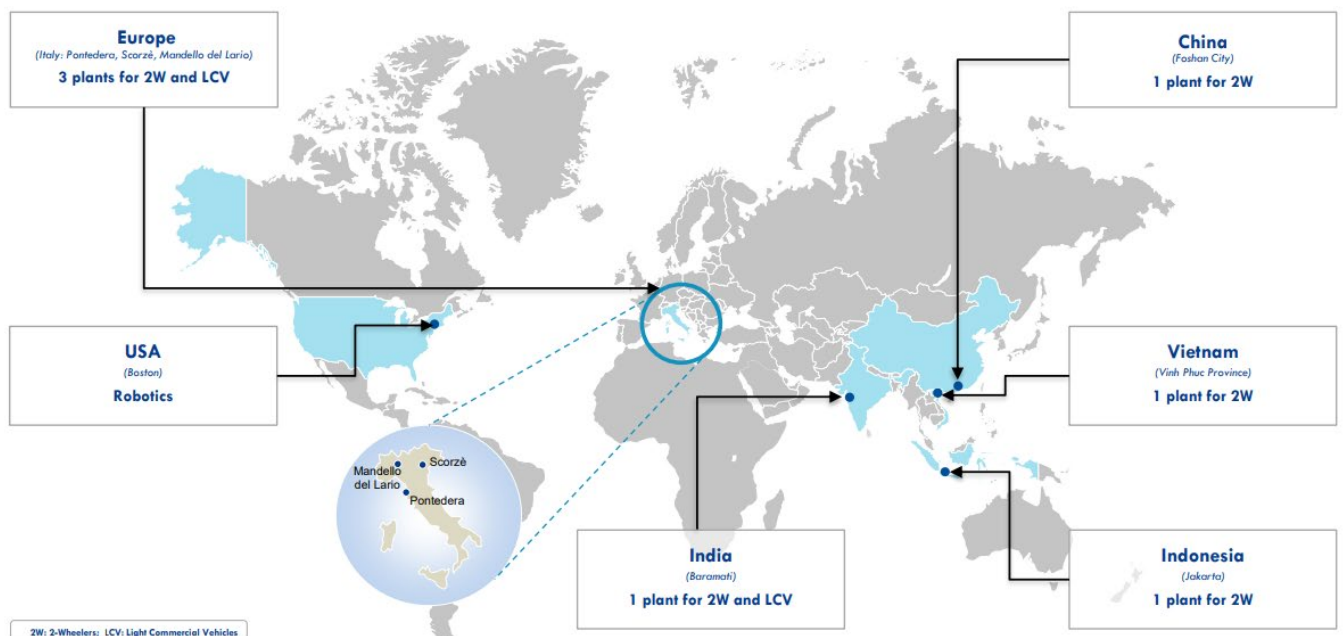 Europe
(Italy: Pontedera, Scorzè, Mandello del Lario)
3 plants for 2W and LCV
China
(Foshan City)
1 plant for 2W
USA
(Boston)
Robotics
Vietnam
(Vinh Phuc Province)
1 plant for 2W
Mandello
del Lario
Scorzè
Pontedera
India
(Baramati)
1 plant for 2W and LCV
Indonesia
(Jakarta)
1 plant for 2W
2W: 2-Wheelers; LCV: Light Commercial Vehicles